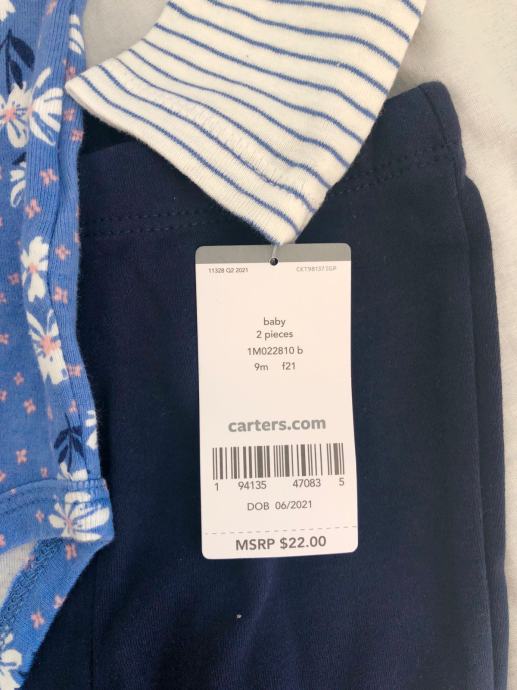 11328 Q2 2021 CKT981373GP
baby
2 pieces
1M022810 b
9m f21
carters.com
1 94135 47083 5
DOB 06/2021
MSRP $22.00